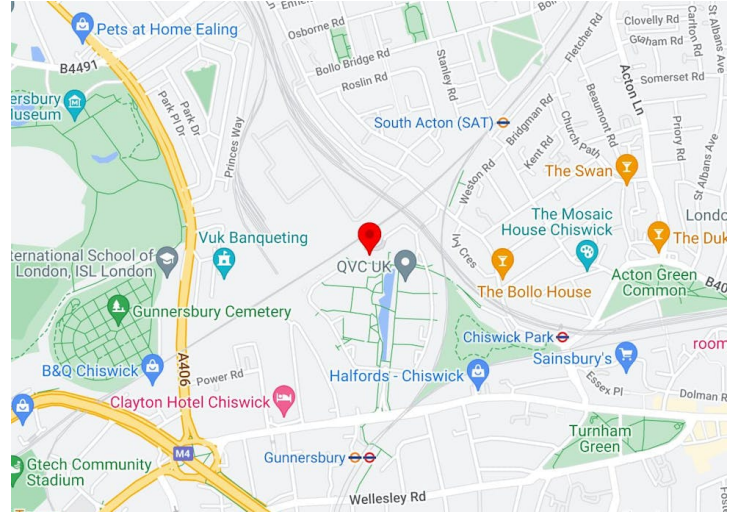 Osborne Rd
Pets at Home Ealing
Bollo Bridge Rd
B4491
Roslin Rd
Stanley Rd
Fletcher Rd
Clovelly Rd
Graham Rd
Carlton Rd
St Albans Ave
Acton Ln
Somerset Rd
ersbury
Museum
Park Pl Dr
Park Dr
Princes Way
South Acton (SAT)
Bridgman Rd
Beaumont Rd
Church Path
Kent Rd
Priory Rd
St Albans Ave
Weston Rd
The Swan
The Mosaic
House Chiswick
Londo
The Duk
Ivy Cres
Vuk Banqueting
ternational School of
London, ISL London
QVC UK
The Bollo House
Acton Green
Common
B40
Gunnersbury Cemetery
Chiswick Park
Sainsbury's
room
A406
B&Q Chiswick
Power Rd
Halfords - Chiswick
Essex Pl
Dolman R
Clayton Hotel Chiswick
Turnham
Green
M4
Gunnersbury
Gtech Community
Stadium
Wellesley Rd